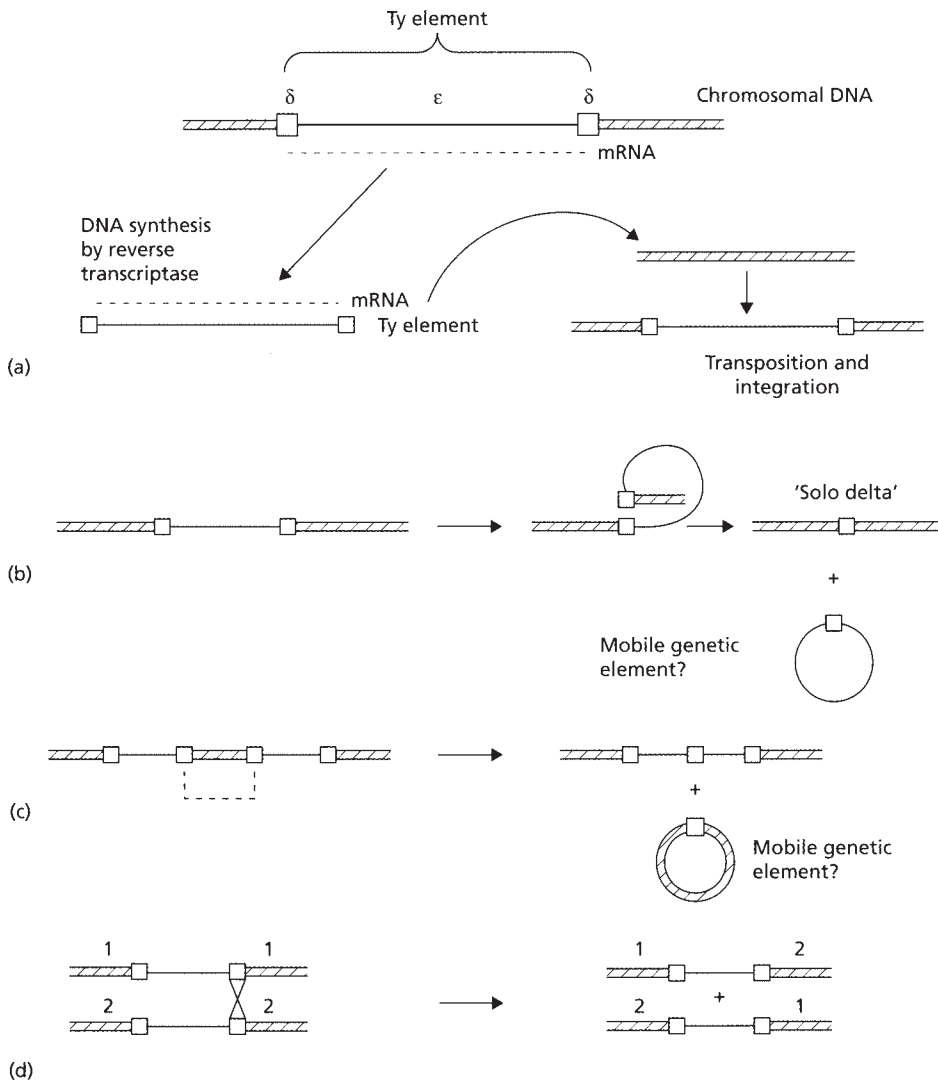 Ty element
δ ε δ
Chromosomal DNA
mRNA
DNA synthesis
by reverse
transcriptase
mRNA
Ty element
Transposition and
integration
(a)
'Solo delta'
(b)
+
Mobile genetic
element?
(c)
+
Mobile genetic
element?
1 1 1 2
2 2 + 2 1
(d)